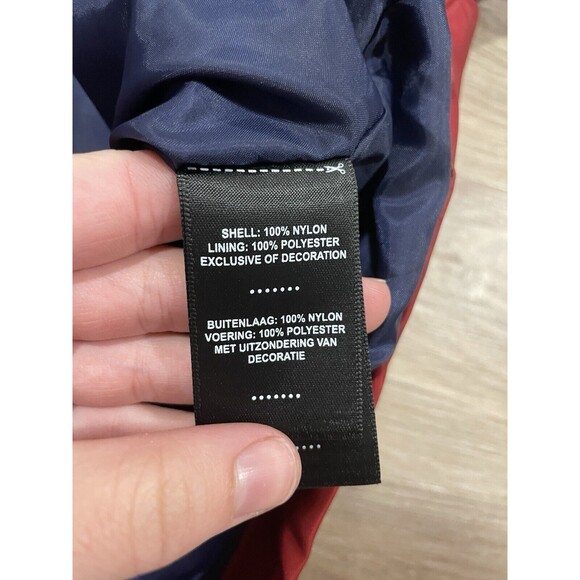 SHELL: 100% NYLON
LINING: 100% POLYESTER
EXCLUSIVE OF DECORATION
BUITENLAAG: 100% NYLON
VOERING: 100% POLYESTER
MET UITZONDERING VAN
DECORATIE